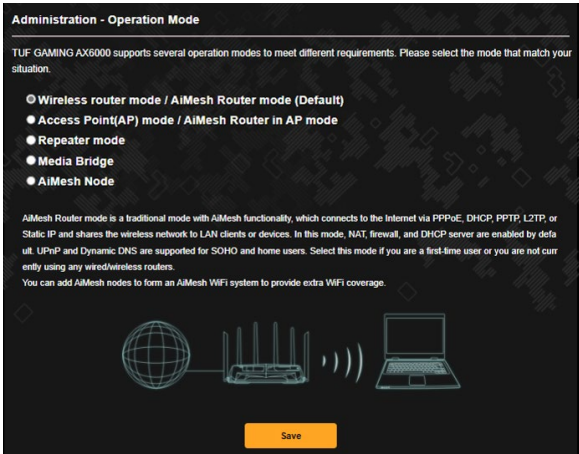 Administration - Operation Mode
TUF GAMING AX6000 supports several operation modes to meet different requirements. Please select the mode that match your
situation.
Wireless router mode / AiMesh Router mode (Default)
Access Point(AP) mode / AiMesh Router in AP mode
Repeater mode
Media Bridge
AiMesh Node
AiMesh Router mode is a traditional mode with AiMesh functionality, which connects to the Internet via PPPoE, DHCP, PPTP, L2TP, or
Static IP and shares the wireless network to LAN clients or devices. In this mode, NAT, firewall, and DHCP server are enabled by defa
ult. UPnP and Dynamic DNS are supported for SOHO and home users. Select this mode if you are a first-time user or you are not curr
ently using any wired/wireless routers.
You can add AiMesh nodes to form an AiMesh WiFi system to provide extra WiFi coverage.
Save